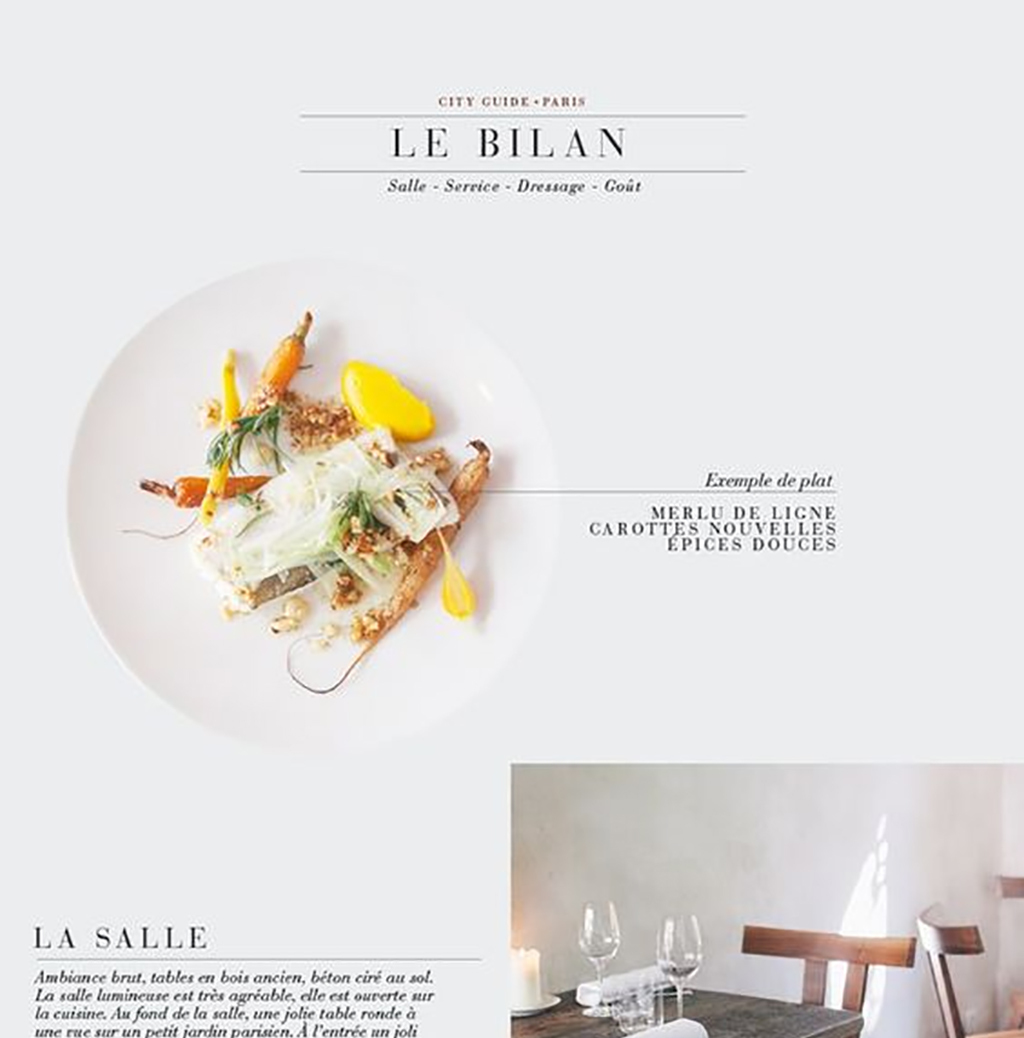 CITY GUIDE • PARIS
LE BILAN
Salle - Service - Dressage - Goût
Exemple de plat
MERLU DE LIGNE
CAROTTES NOUVELLES
ÉPICES DOUCES
LA SALLE
Ambiance brut, tables en bois ancien, béton ciré au sol.
La salle lumineuse est très agréable, elle est ouverte sur
la cuisine. Au fond de la salle, une jolie table ronde à
une vue sur un petit jardin parisien. À l'entrée un joli